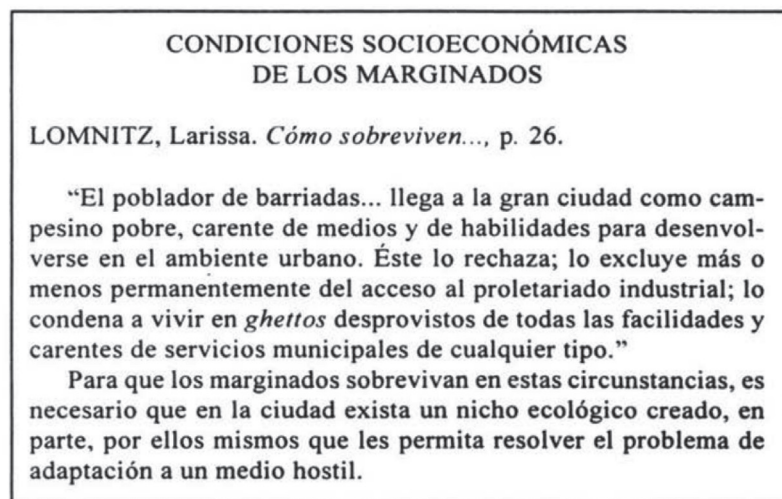 CONDICIONES SOCIOECONÓMICAS
DE LOS MARGINADOS
LOMNITZ, Larissa. Cómo sobreviven..., p. 26.
“El poblador de barriadas... llega a la gran ciudad como cam-
pesino pobre, carente de medios y de habilidades para desenvol-
verse en el ambiente urbano. Éste lo rechaza; lo excluye más o
menos permanentemente del acceso al proletariado industrial; lo
condena a vivir en ghettos desprovistos de todas las facilidades y
carentes de servicios municipales de cualquier tipo.”
Para que los marginados sobrevivan en estas circunstancias, es
necesario que en la ciudad exista un nicho ecológico creado, en
parte, por ellos mismos que les permita resolver el problema de
adaptación a un medio hostil.